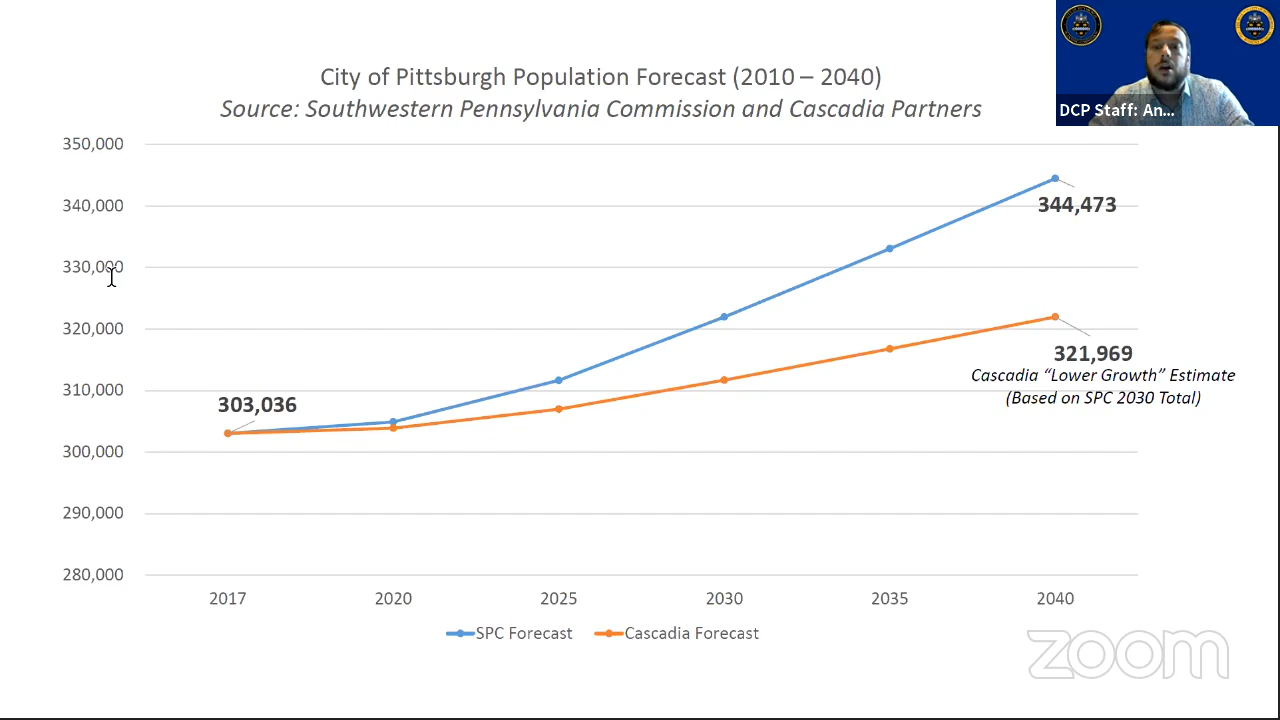 City of Pittsburgh Population Forecast (2010 – 2040)
Source: Southwestern Pennsylvania Commission and Cascadia Partners
DCP Staff: An...
350,000
340,000
330,000
320,000
310,000
300,000
290,000
280,000
344,473
321,969
Cascadia “Lower Growth” Estimate
(Based on SPC 2030 Total)
303,036
2017 2020 2025 2030 2035 2040
SPC Forecast Cascadia Forecast
zoom